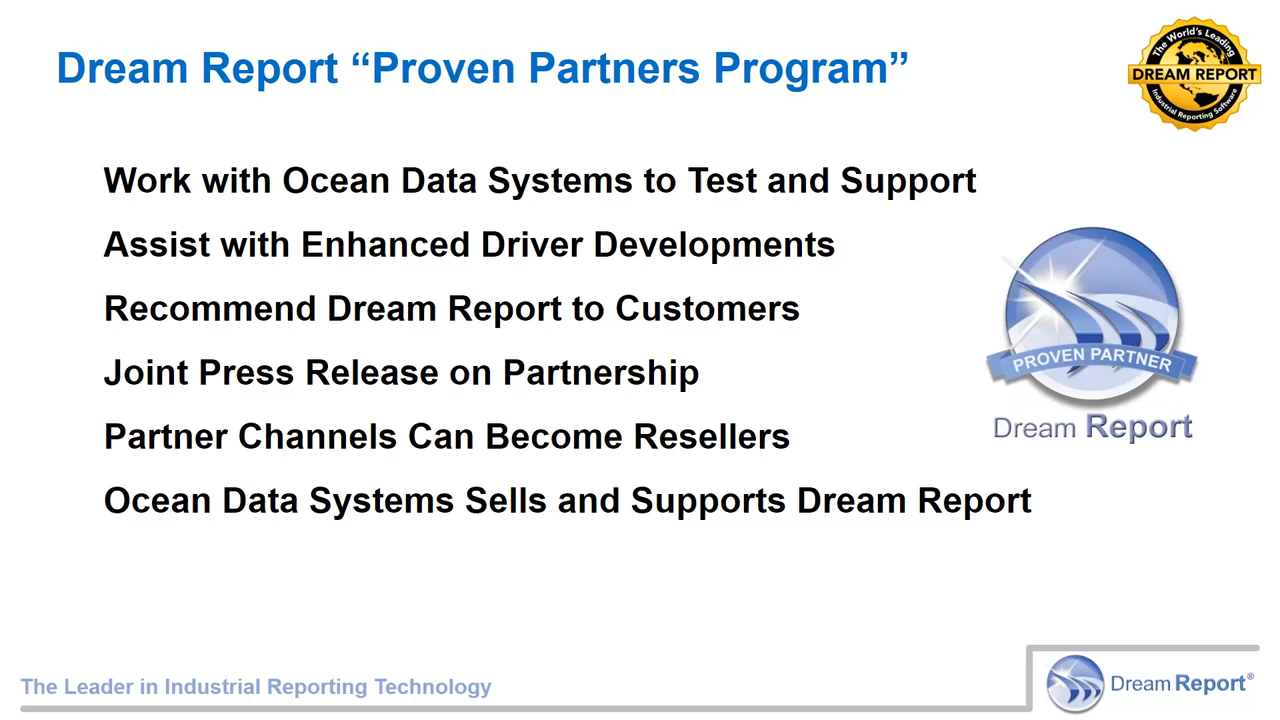 Dream Report “Proven Partners Program”
The World's Leading
DREAM REPORT
Industrial Reporting Software
Work with Ocean Data Systems to Test and Support
Assist with Enhanced Driver Developments
Recommend Dream Report to Customers
Joint Press Release on Partnership
Partner Channels Can Become Resellers
Ocean Data Systems Sells and Supports Dream Report
PROVEN PARTNER
Dream Report
The Leader in Industrial Reporting Technology
Dream Report®